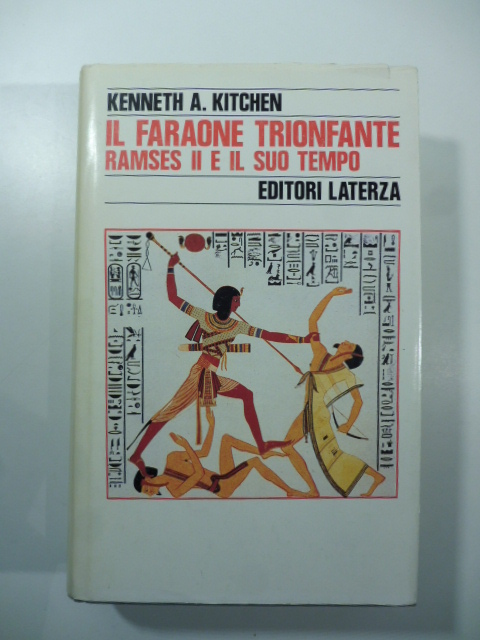 KENNETH A. KITCHEN
IL FARAONE TRIONFANTE
RAMSES II E IL SUO TEMPO
EDITORI LATERZA